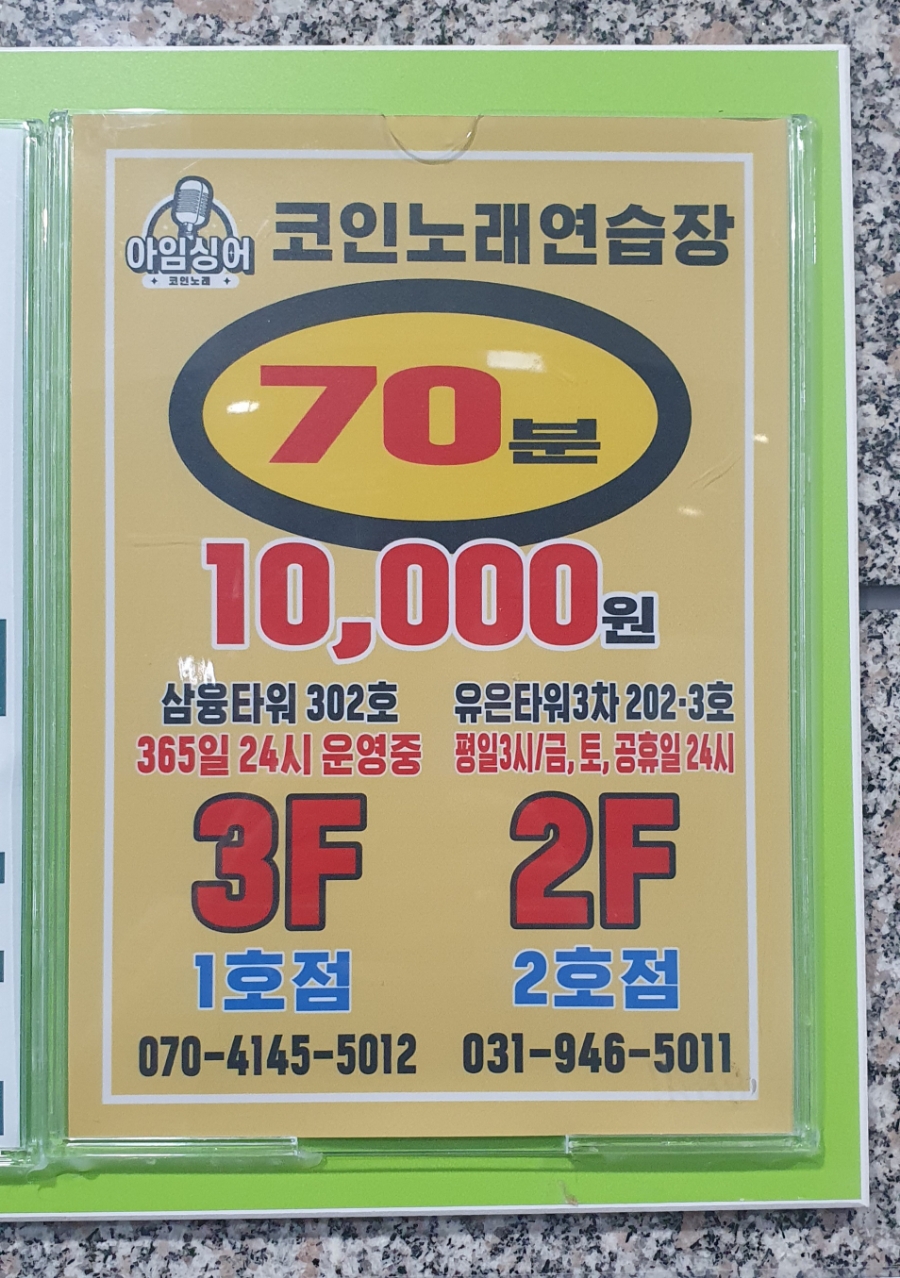 아임싱어
코인노래
코인노래연습장
70분
10,000원
삼융타워 302호
365일 24시 운영중
3F
1호점
070-4145-5012
유은타워3차 202-3호
평일3시/금, 토, 공휴일 24시
2F
2호점
031-946-5011